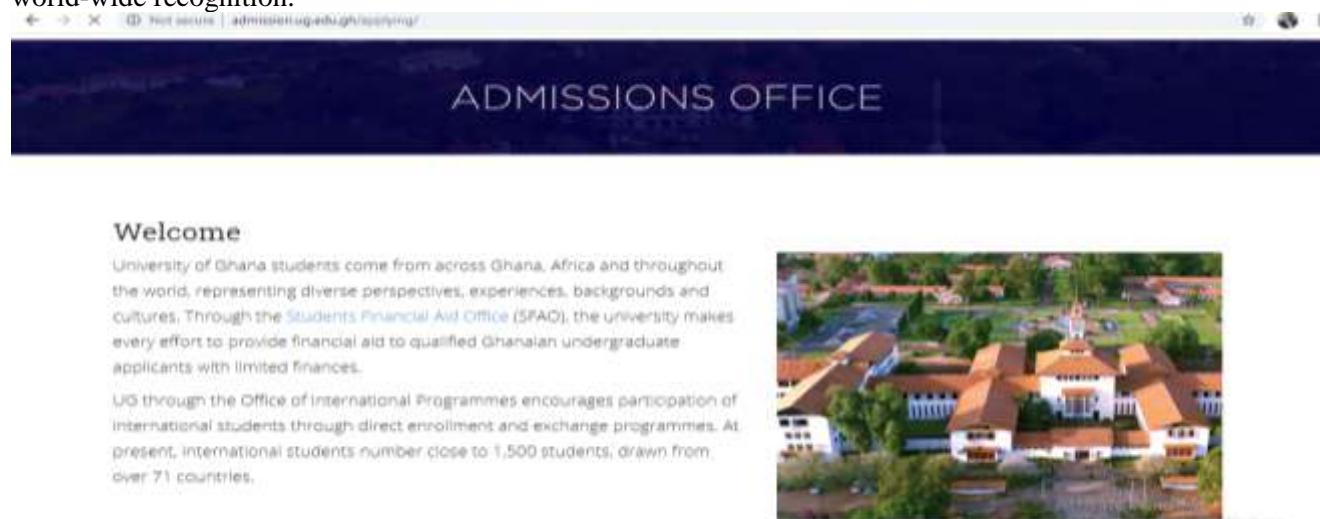 world-wide recognition.
Not secure | admission.ug.edu.gh/applying/
ADMISSIONS OFFICE
Welcome
University of Ghana students come from across Ghana, Africa and throughout
the world, representing diverse perspectives, experiences, backgrounds and
cultures. Through the Students Financial Aid Office (SFAO), the university makes
every effort to provide financial aid to qualified Ghanaian undergraduate
applicants with limited finances.
UG through the Office of International Programmes encourages participation of
international students through direct enrollment and exchange programmes. At
present, international students number close to 1,500 students, drawn from
over 71 countries.